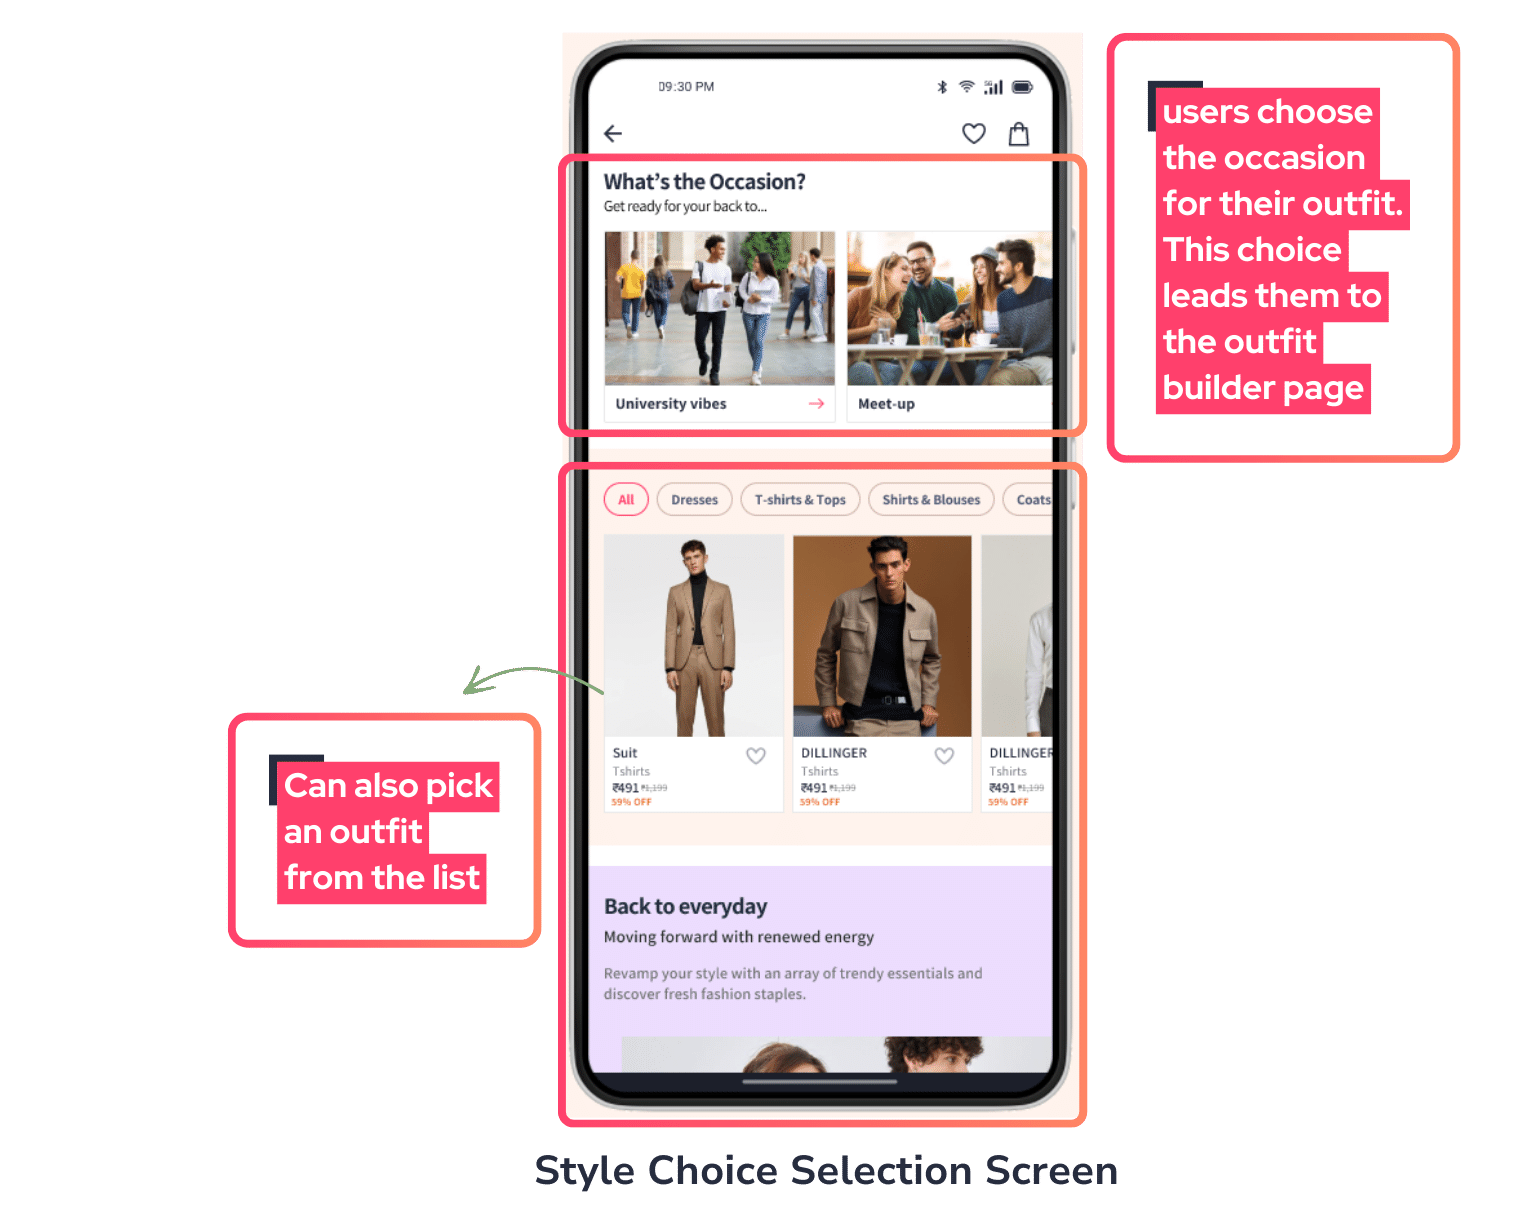 09:30 PM
5G
What's the Occasion?
Get ready for your back to...
University vibes
Meet-up
users choose
the occasion
for their outfit.
This choice
leads them to
the outfit
builder page
All
Dresses
T-shirts & Tops
Shirts & Blouses
Coats
Suit
Tshirts
₹491 ₹1,199
59% OFF
DILLINGER
Tshirts
₹491 ₹1,199
59% OFF
DILLINGER
Tshirts
₹491 ₹1,199
59% OFF
Can also pick
an outfit
from the list
Back to everyday
Moving forward with renewed energy
Revamp your style with an array of trendy essentials and
discover fresh fashion staples.
Style Choice Selection Screen